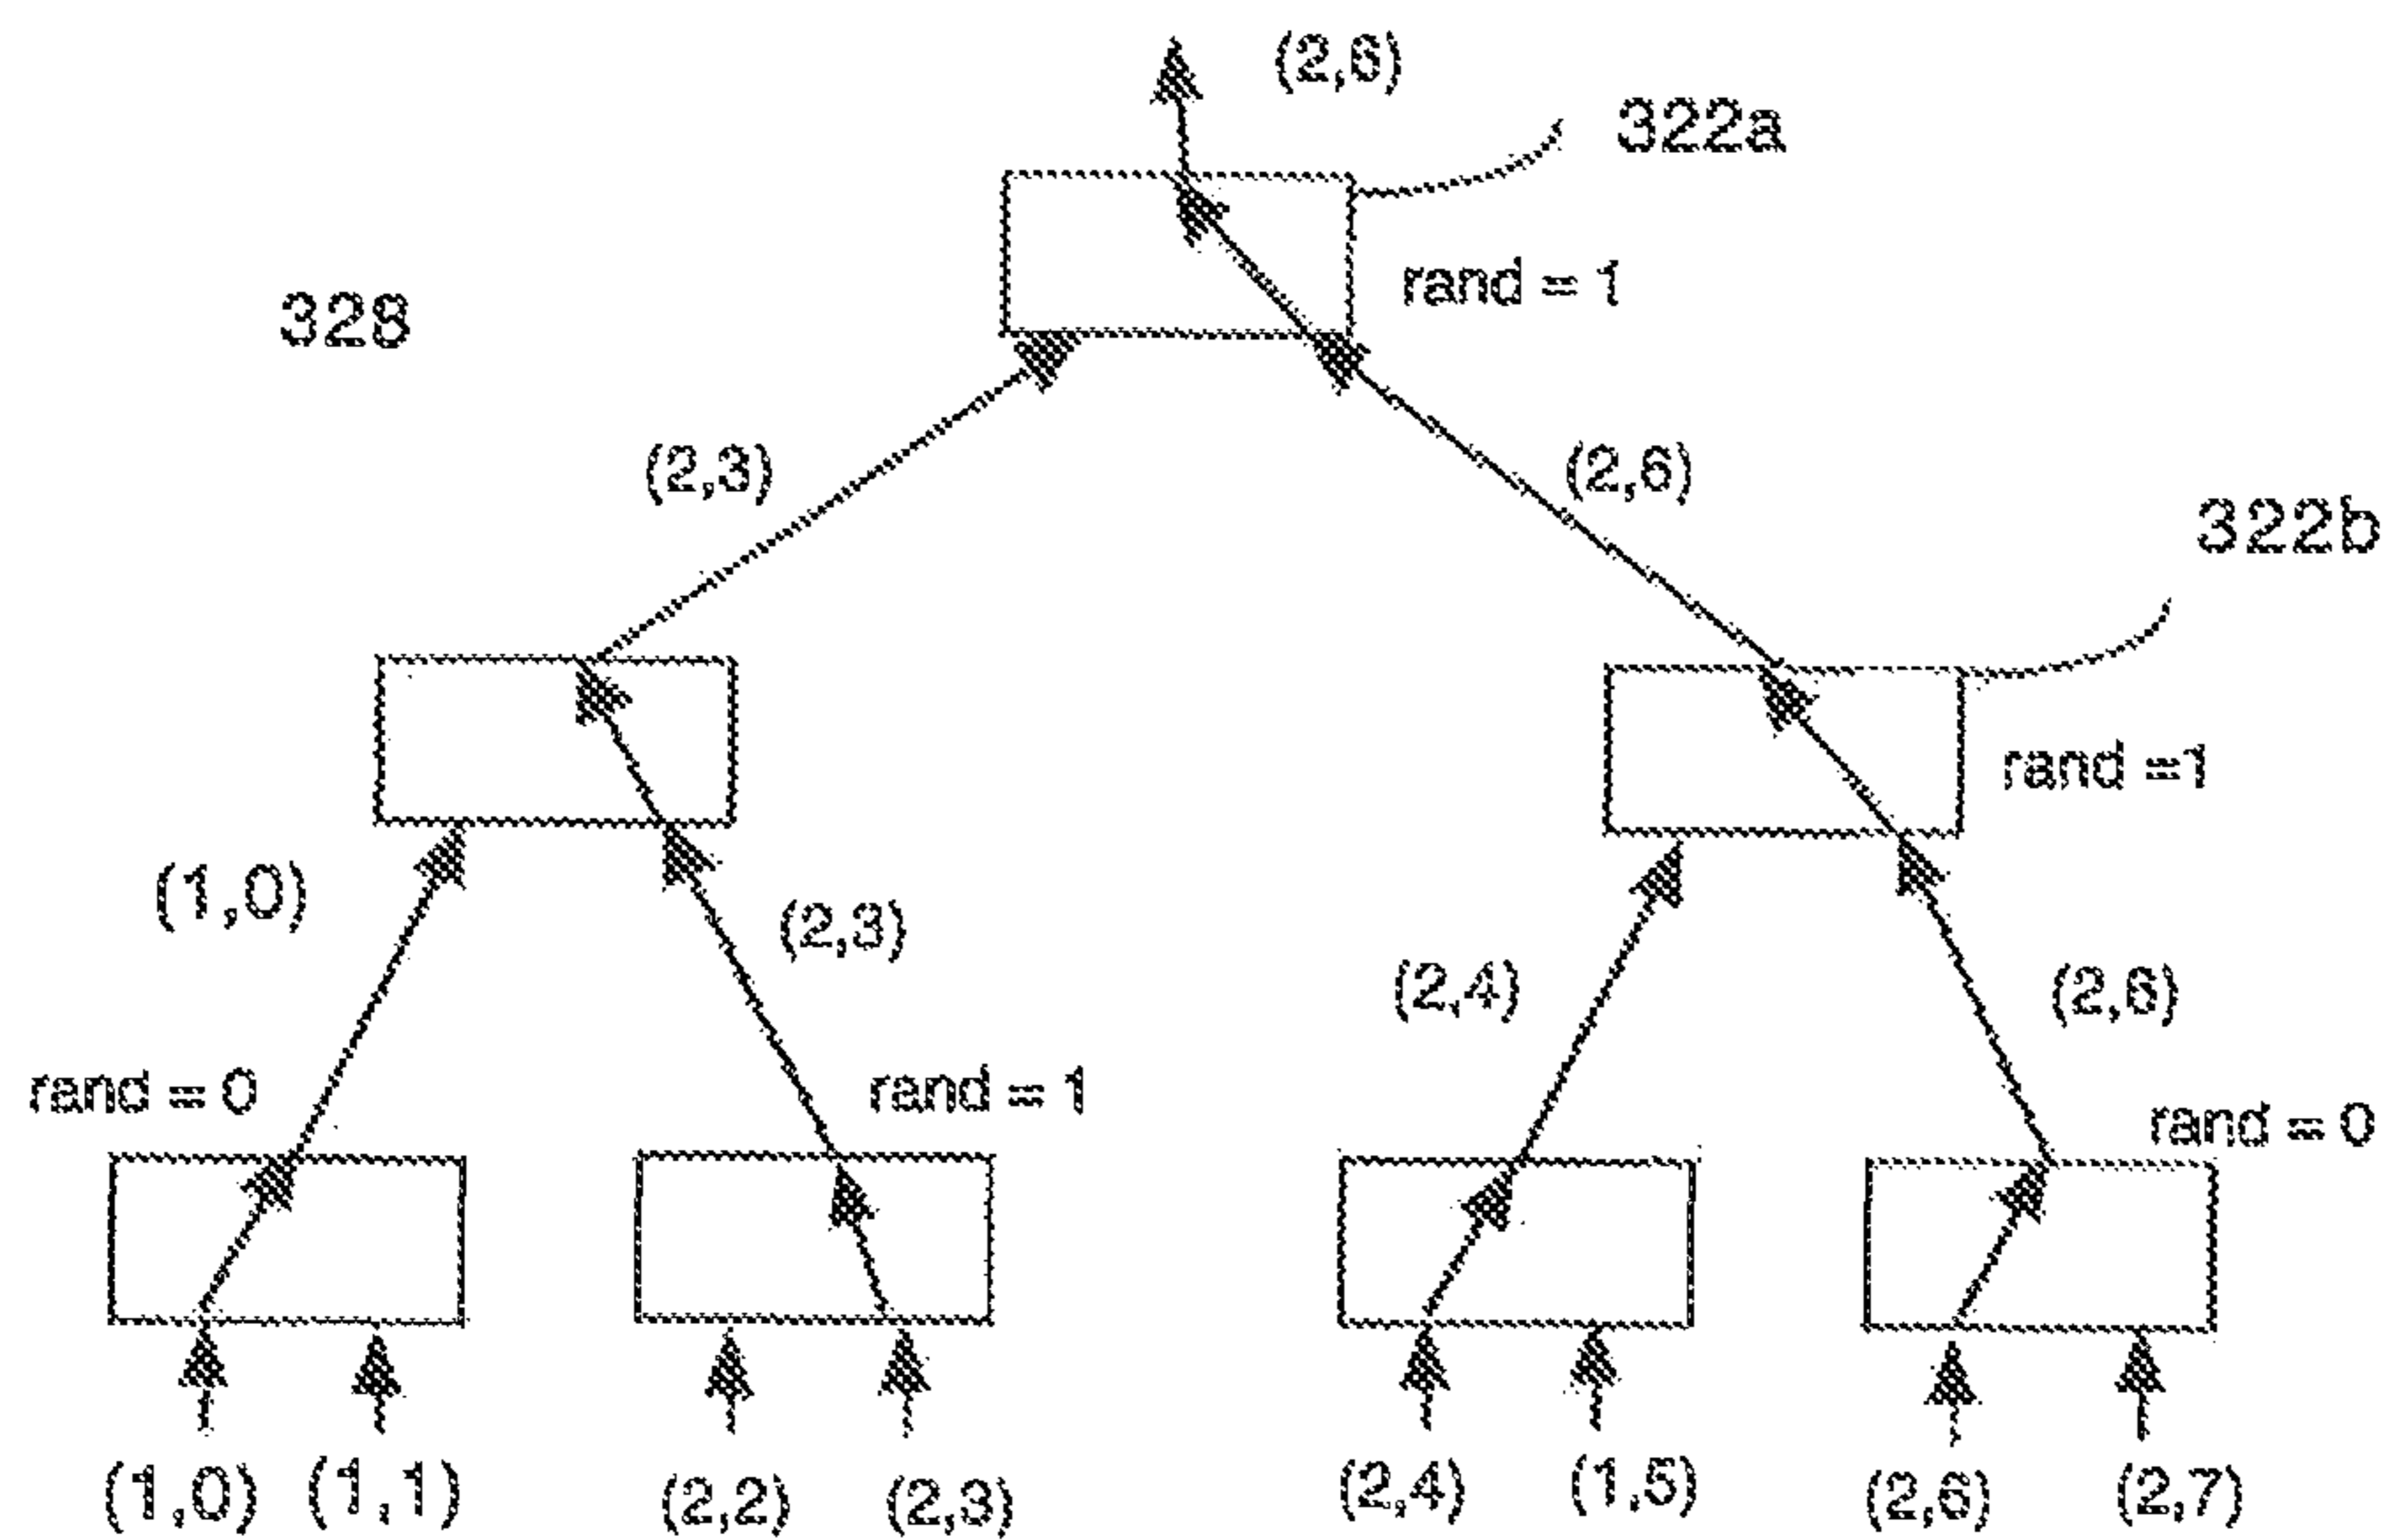 (2,6)
322a
rand = 1
328
(2,3)
(2,6)
322b
rand =1
(1,0)
(2,3)
(2,4)
(2,6)
rand = 0
rand = 1
rand = 0
(1,0)
(1,1)
(2,2)
(2,3)
(2,4)
(1,5)
(2,6)
(2,7)